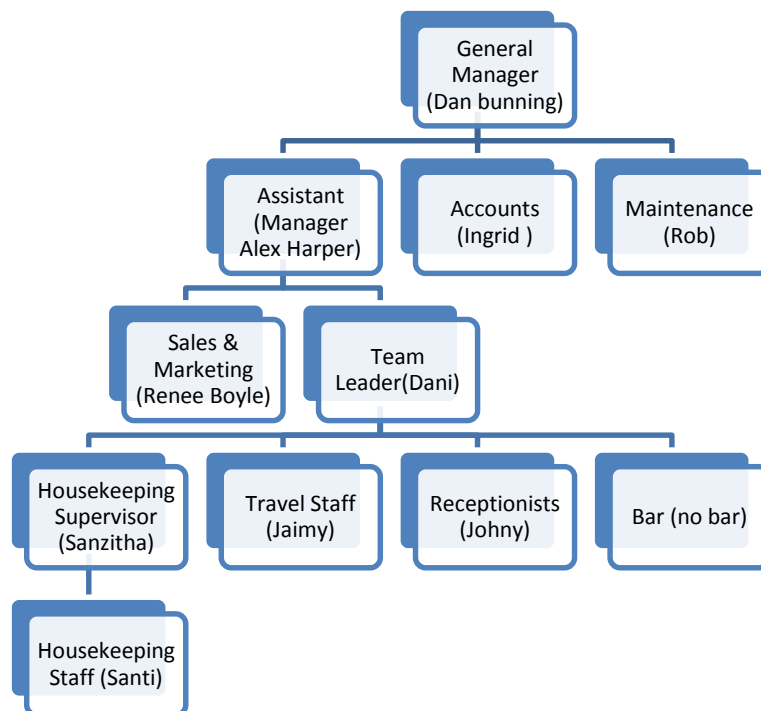 General
Manager
(Dan bunning)
Assistant
(Manager
Alex Harper)
Accounts
(Ingrid )
Maintenance
(Rob)
Sales &
Marketing
(Renee Boyle)
Team
Leader(Dani)
Housekeeping
Supervisor
(Sanzitha)
Travel Staff
(Jaimy)
Receptionists
(Johny)
Bar (no bar)
Housekeeping
Staff (Santi)